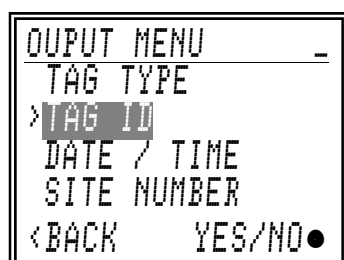 OUPUT MENU _
TAG TYPE
>TAG ID
DATE / TIME
SITE NUMBER
<BACK YES/NO●